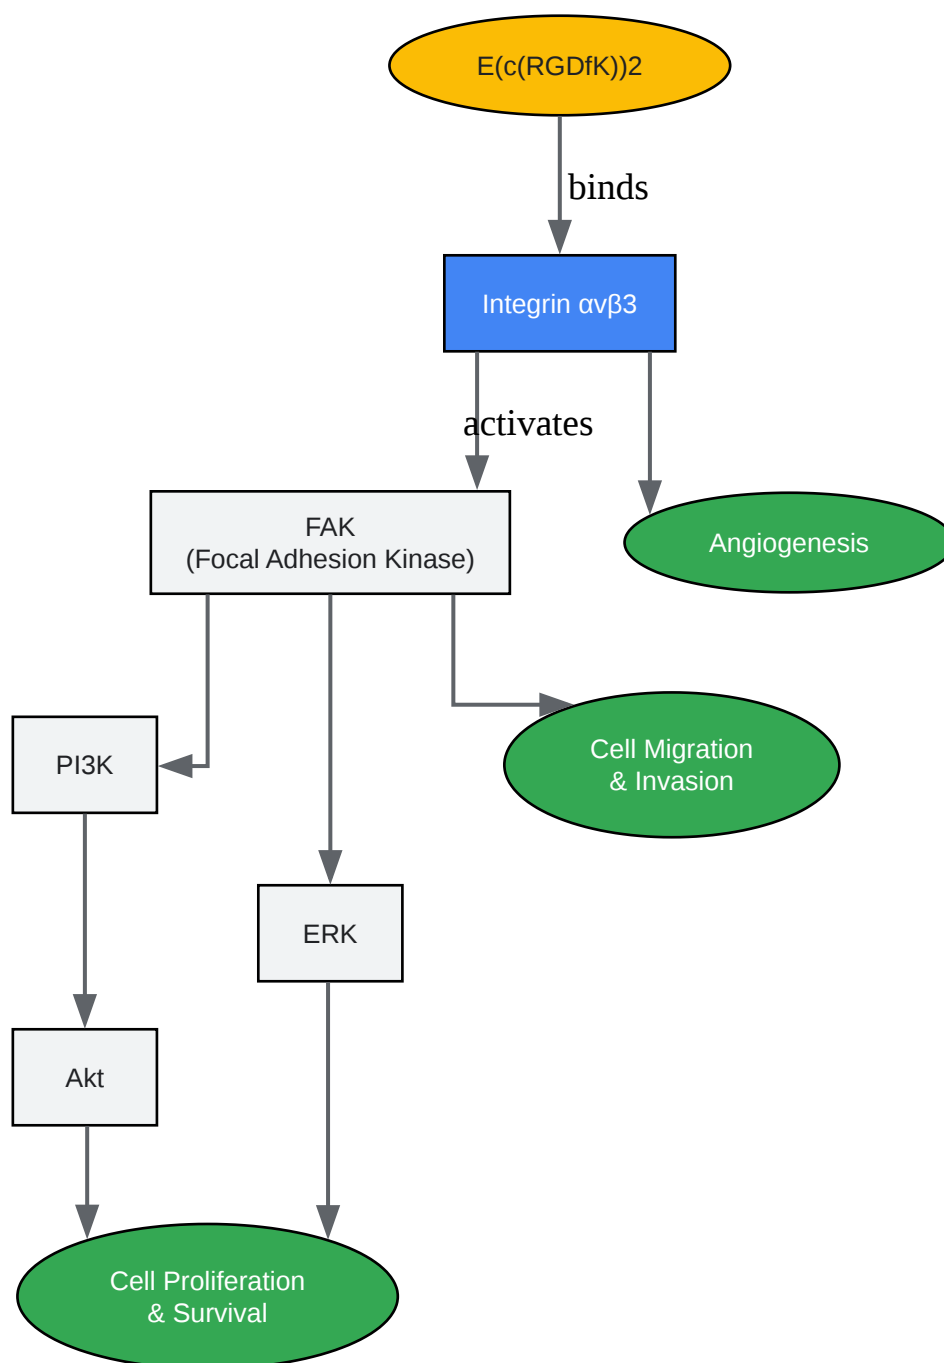 E(c(RGDfK))2
binds
Integrin αvβ3
activates
FAK
(Focal Adhesion Kinase)
Angiogenesis
PI3K
Cell Migration
& Invasion
ERK
Akt
Cell Proliferation
& Survival